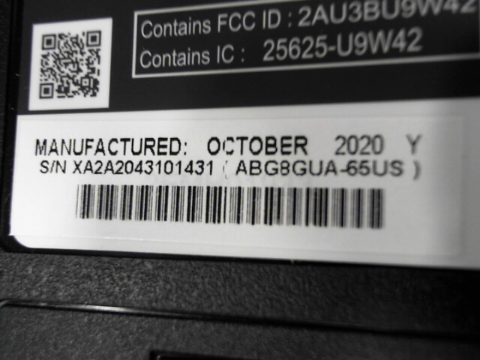 Contains FCC ID : 2AU3BU9W42
Contains IC : 25625-U9W42
MANUFACTURED: OCTOBER 2020 Y
S/N XA2A2043101431 ( ABG8GUA-65US )